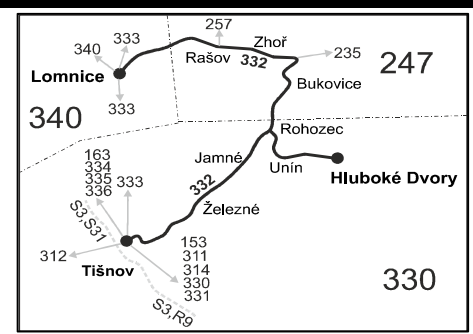 257
333
Zhoř
340
Rašov
332
235
247
Lomnice
Bukovice
333
340
Rohozec
Jamné
163
334
335
336
333
332
Unín
Hluboké Dvory
Železné
S3,S31
153
312
311
Tišnov
314
330
331
S3,R9
330